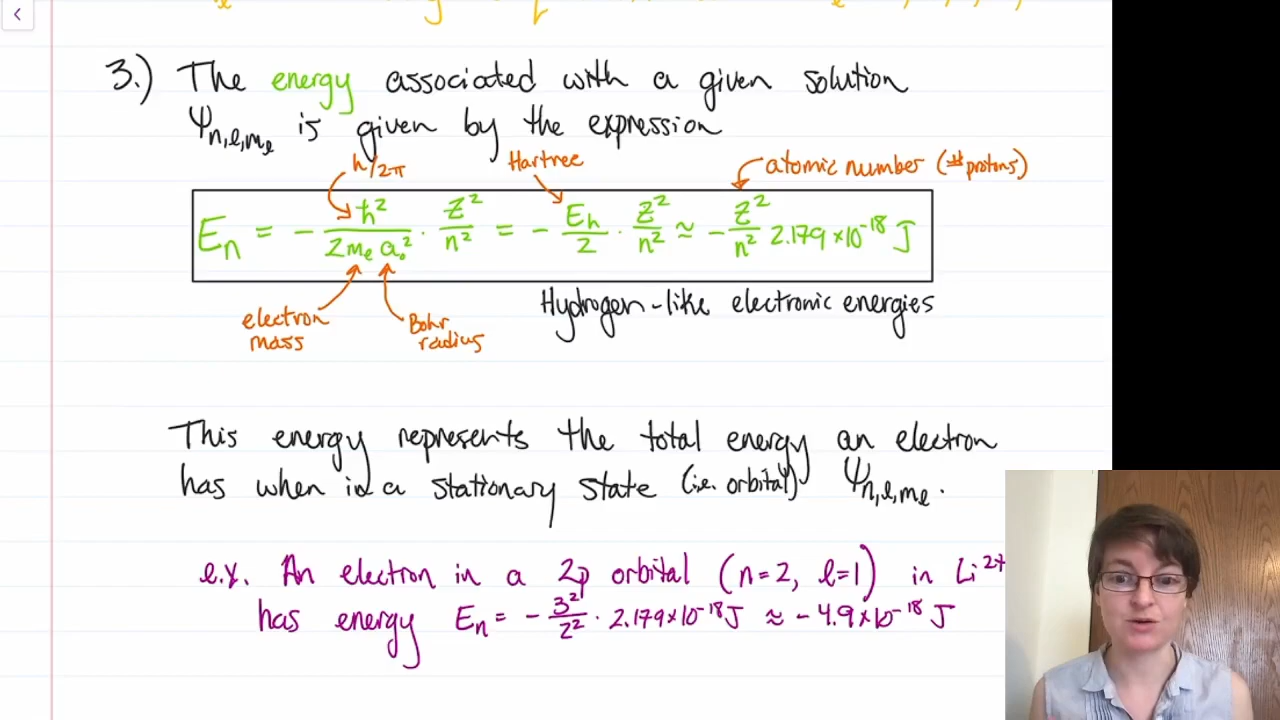 3.) The energy associated with a given solution
Ψn,l,ml is given by the expression
ħ/2π
Hartree
atomic number (# protons)
En = - ħ²/2me a₀² · Z²/n² = - Eh/2 · Z²/n² ≈ - Z²/n² 2.179×10⁻¹⁸ J
electron mass
Bohr radius
Hydrogen-like electronic energies
This energy represents the total energy an electron
has when in a stationary state (i.e. orbital) Ψn,l,ml.
e.x. An electron in a 2p orbital (n=2, l=1) in Li²⁺
has energy En = - 3²/2² · 2.179×10⁻¹⁸ J ≈ - 4.9×10⁻¹⁸ J